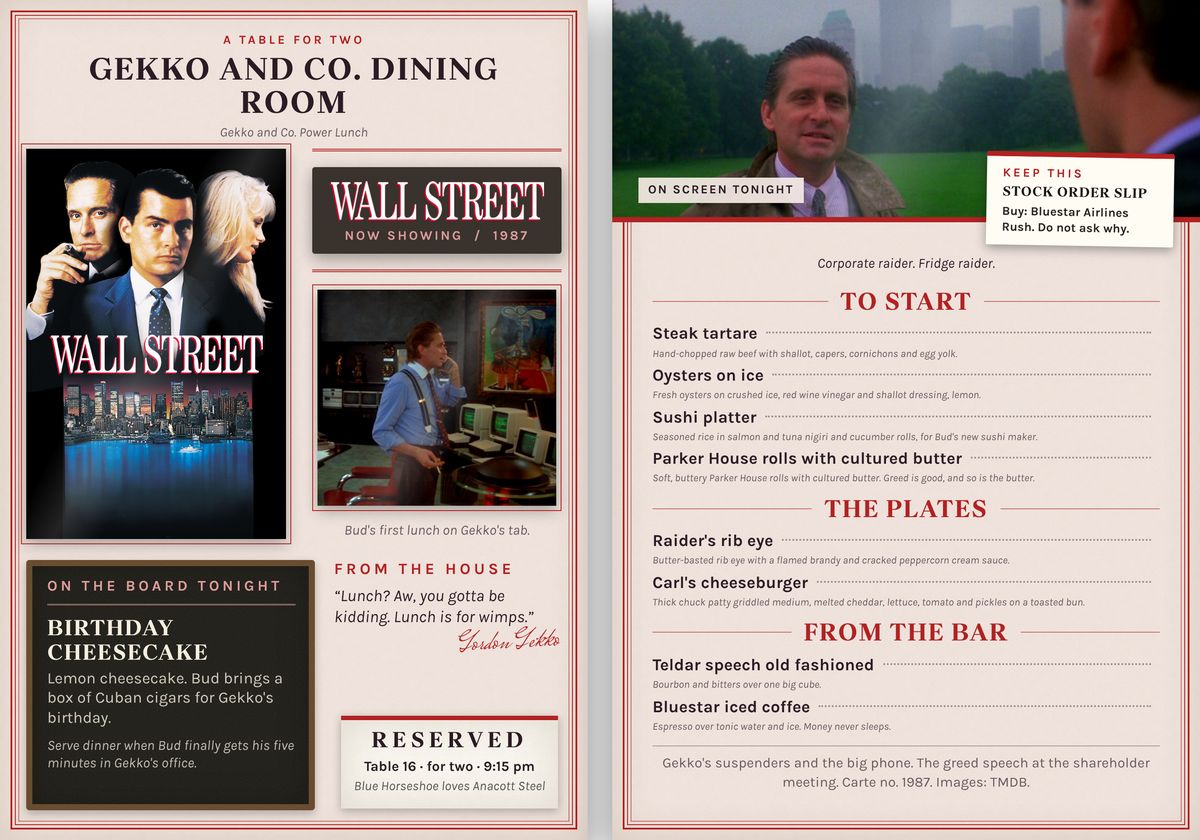 A TABLE FOR TWO
GEKKO AND CO. DINING
ROOM
Gekko and Co. Power Lunch
WALL STREET
WALL STREET
NOW SHOWING / 1987
Bud's first lunch on Gekko's tab.
ON THE BOARD TONIGHT
BIRTHDAY
CHEESECAKE
Lemon cheesecake. Bud brings a
box of Cuban cigars for Gekko's
birthday.
Serve dinner when Bud finally gets his five
minutes in Gekko's office.
FROM THE HOUSE
“Lunch? Aw, you gotta be
kidding. Lunch is for wimps.”
Gordon Gekko
RESERVED
Table 16 · for two · 9:15 pm
Blue Horseshoe loves Anacott Steel
ON SCREEN TONIGHT
KEEP THIS
STOCK ORDER SLIP
Buy: Bluestar Airlines
Rush. Do not ask why.
Corporate raider. Fridge raider.
TO START
Steak tartare
Hand-chopped raw beef with shallot, capers, cornichons and egg yolk.
Oysters on ice
Fresh oysters on crushed ice, red wine vinegar and shallot dressing, lemon.
Sushi platter
Seasoned rice in salmon and tuna nigiri and cucumber rolls, for Bud's new sushi maker.
Parker House rolls with cultured butter
Soft, buttery Parker House rolls with cultured butter. Greed is good, and so is the butter.
THE PLATES
Raider's rib eye
Butter-basted rib eye with a flamed brandy and cracked peppercorn cream sauce.
Carl's cheeseburger
Thick chuck patty griddled medium, melted cheddar, lettuce, tomato and pickles on a toasted bun.
FROM THE BAR
Teldar speech old fashioned
Bourbon and bitters over one big cube.
Bluestar iced coffee
Espresso over tonic water and ice. Money never sleeps.
Gekko's suspenders and the big phone. The greed speech at the shareholder
meeting. Carte no. 1987. Images: TMDB.